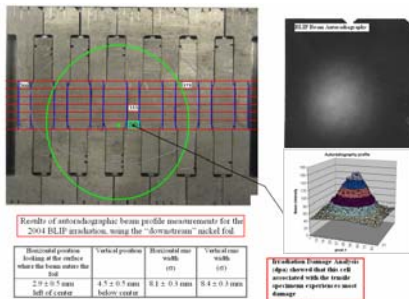 BLIP Beam Autoradiography
Autoradiography profile
Results of autoradiographic beam profile measurements for the
2004 BLIP irradiation, using the "downstream" nickel foil
Horizontal position
looking at the surface
where the beam enters the
foil
Vertical position
Horizontal rms
width
(σ)
Vertical rms
width
(σ)
2.9 ± 0.5 mm
left of center
4.5 ± 0.5 mm
below center
8.1 ± 0.3 mm
8.4 ± 0.3 mm
Irradiation Damage Analysis
(dpa) showed that this cell
associated with the tensile
specimen experiences most
damage